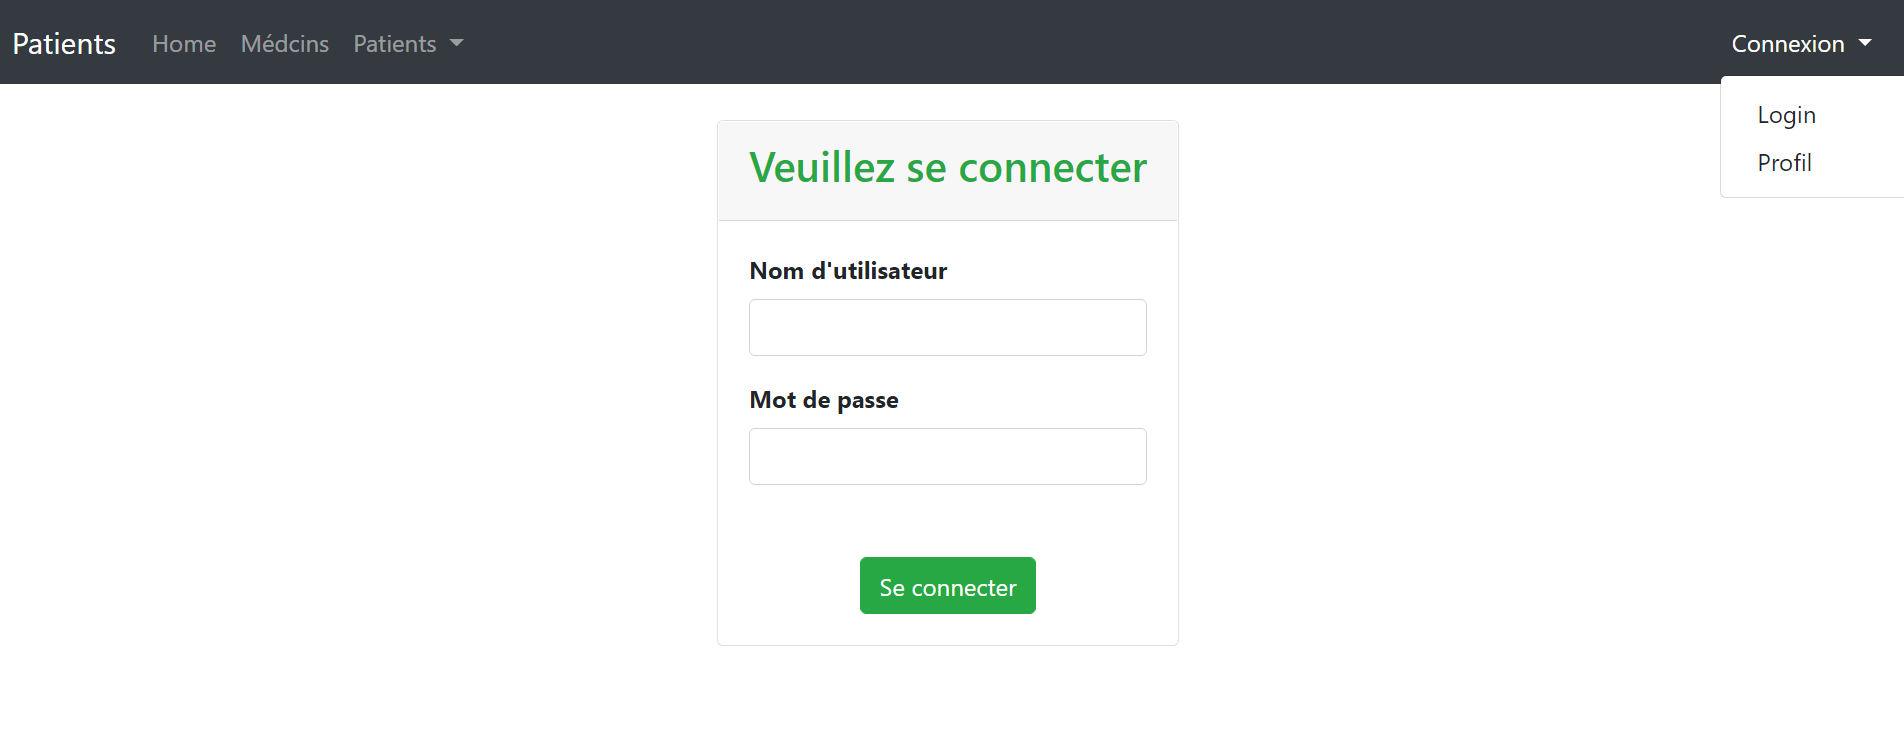 Patients Home Médcins Patients Connexion
Login
Profil
Veuillez se connecter
Nom d'utilisateur
Mot de passe
Se connecter